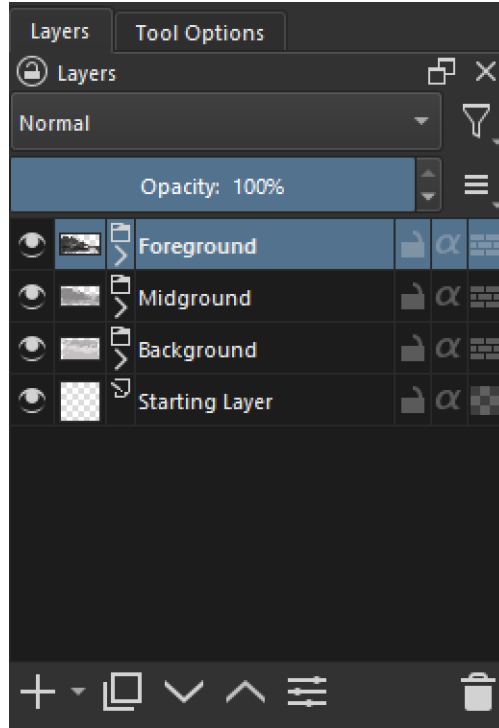 Layers
Tool Options
Layers
Normal
Opacity: 100%
Foreground
α
Midground
α
Background
α
Starting Layer
α